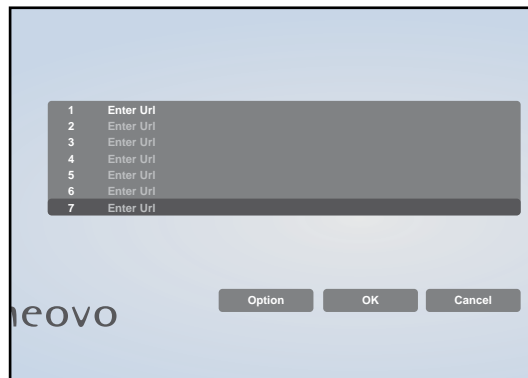 1 Enter Url
2 Enter Url
3 Enter Url
4 Enter Url
5 Enter Url
6 Enter Url
7 Enter Url
Option OK Cancel
neovo